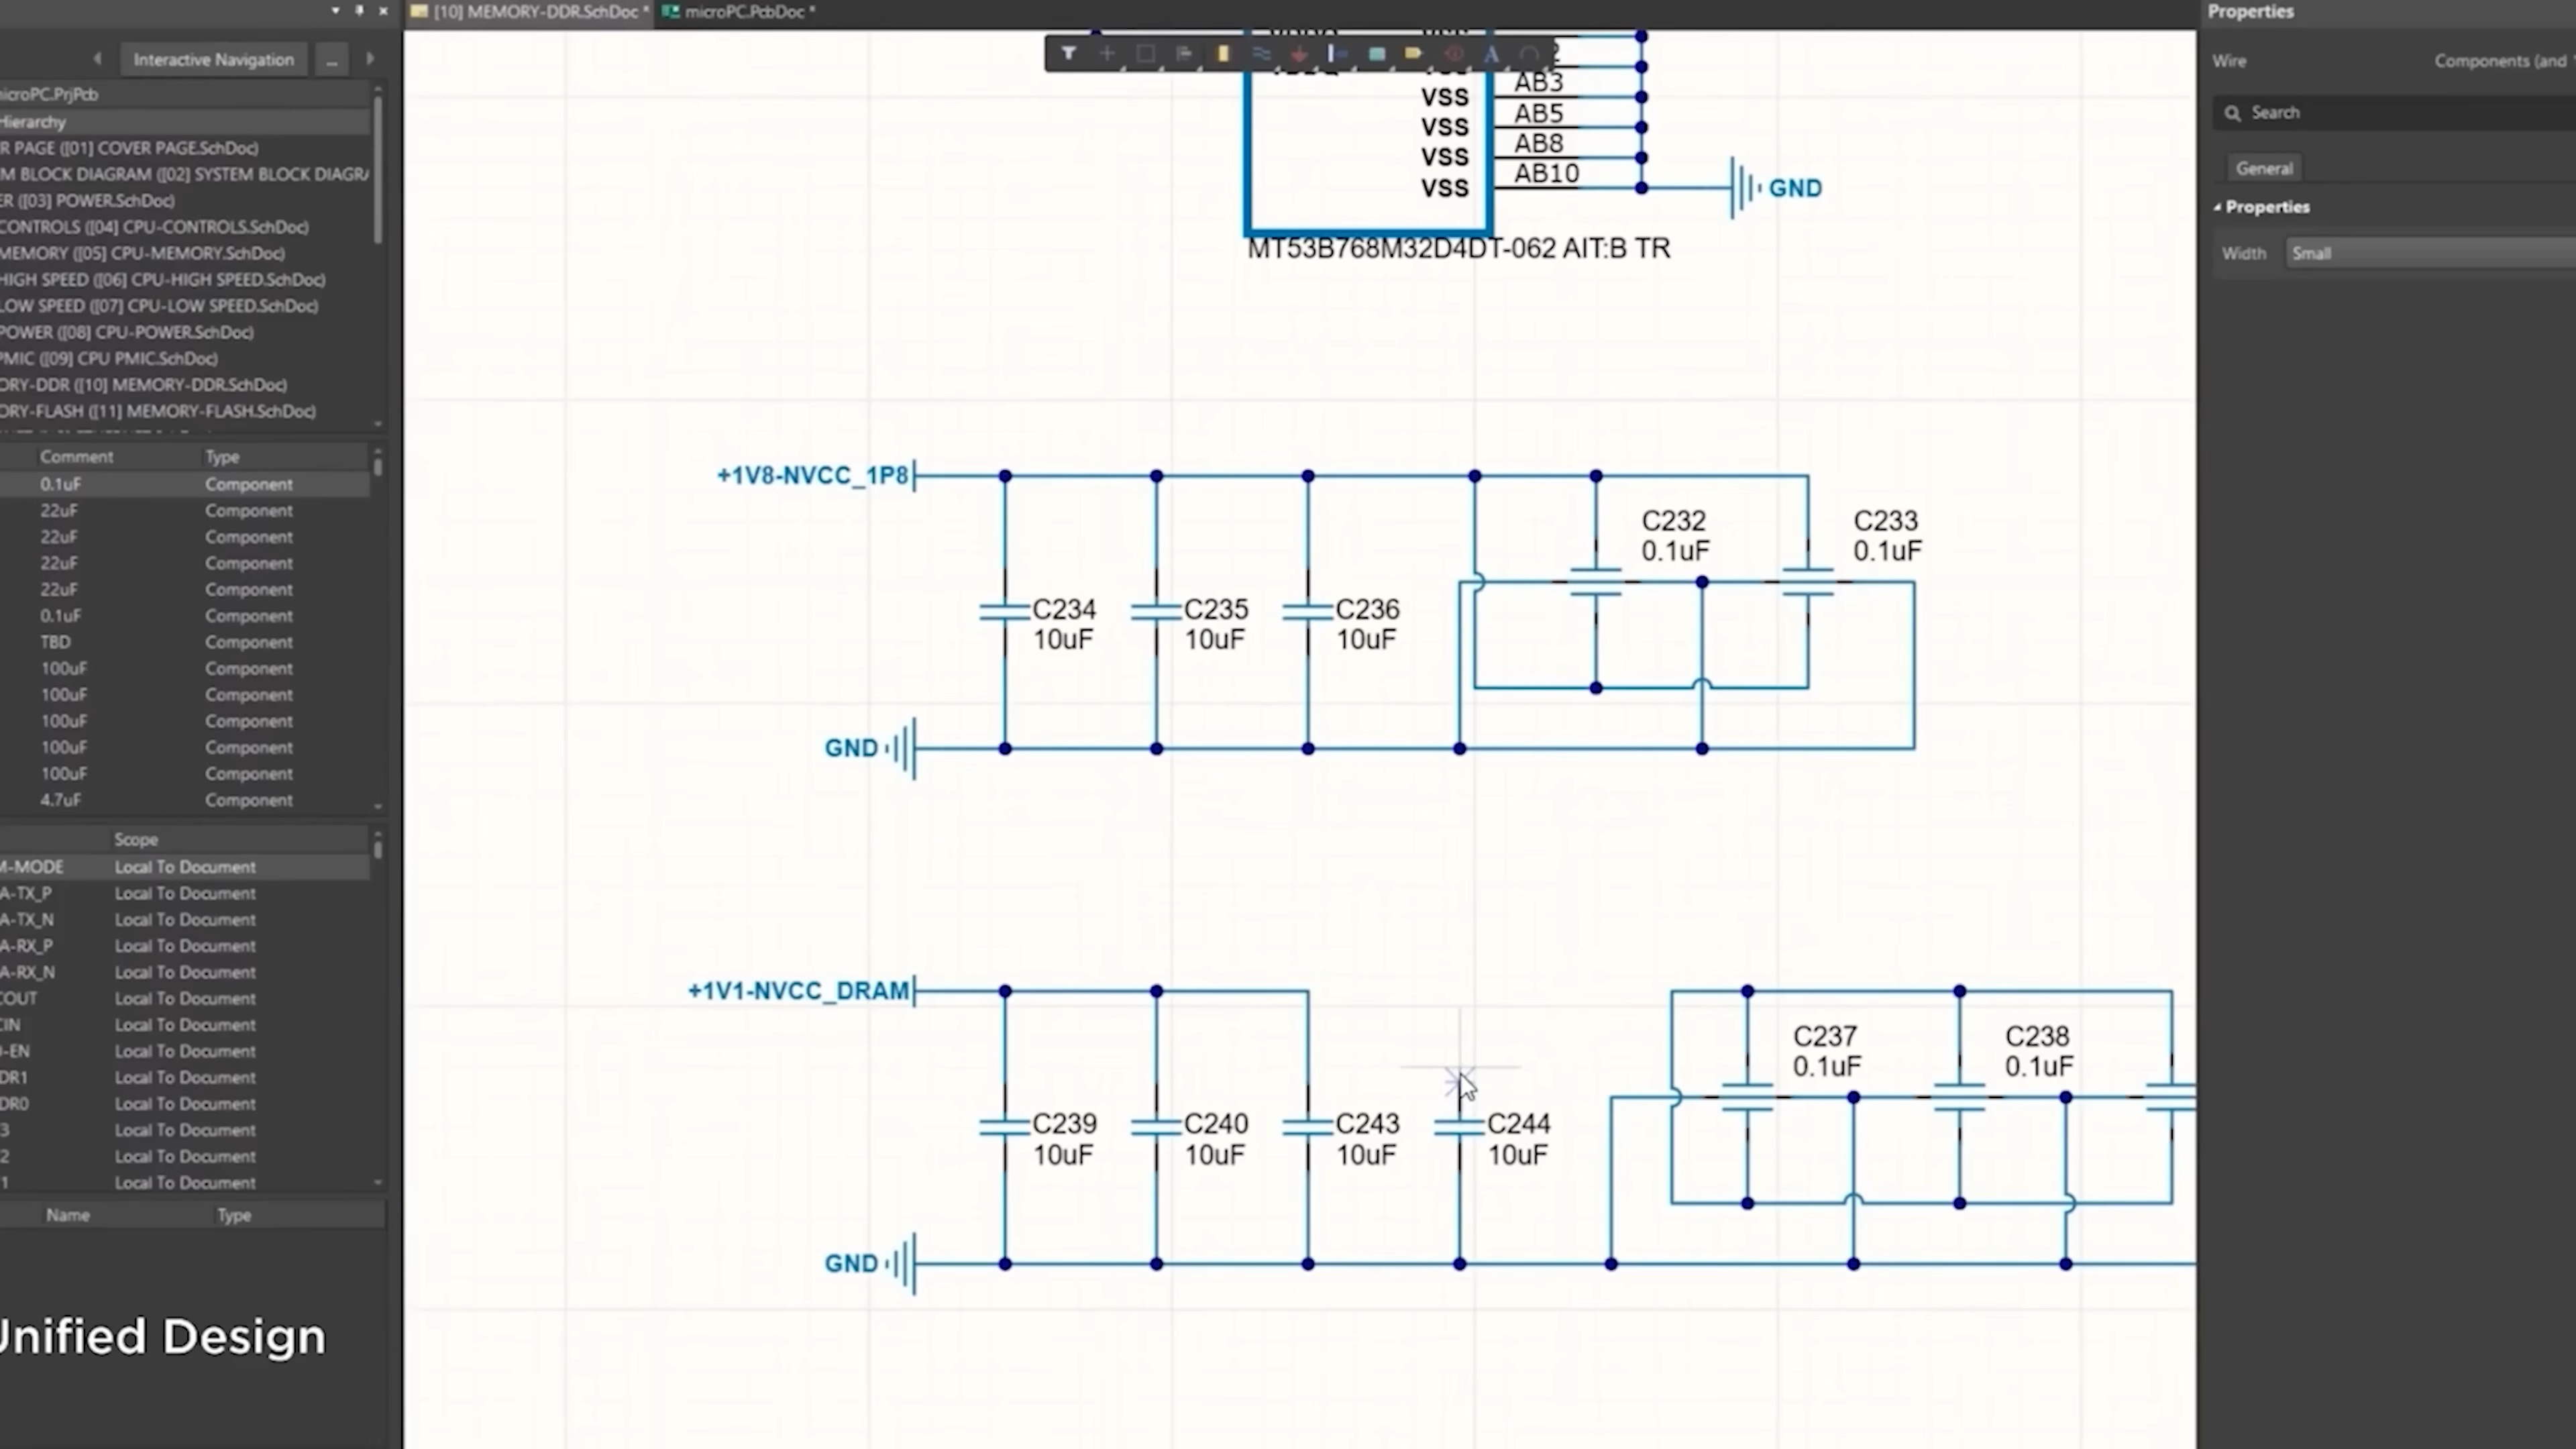 [10] MEMORY-DDR.SchDoc *
microPC.PcbDoc *
Interactive Navigation
...
icroPC.PrjPcb
Hierarchy
R PAGE ([01] COVER PAGE.SchDoc)
M BLOCK DIAGRAM ([02] SYSTEM BLOCK DIAGRA
ER ([03] POWER.SchDoc)
CONTROLS ([04] CPU-CONTROLS.SchDoc)
MEMORY ([05] CPU-MEMORY.SchDoc)
HIGH SPEED ([06] CPU-HIGH SPEED.SchDoc)
LOW SPEED ([07] CPU-LOW SPEED.SchDoc)
POWER ([08] CPU-POWER.SchDoc)
PMIC ([09] CPU PMIC.SchDoc)
ORY-DDR ([10] MEMORY-DDR.SchDoc)
ORY-FLASH ([11] MEMORY-FLASH.SchDoc)
Comment Type
0.1uF Component
22uF Component
22uF Component
22uF Component
22uF Component
0.1uF Component
TBD Component
100uF Component
100uF Component
100uF Component
100uF Component
100uF Component
4.7uF Component
Scope
M-MODE Local To Document
A-TX_P Local To Document
A-TX_N Local To Document
A-RX_P Local To Document
A-RX_N Local To Document
COUT Local To Document
CIN Local To Document
D-EN Local To Document
DR1 Local To Document
DR0 Local To Document
3 Local To Document
2 Local To Document
1 Local To Document
Name Type
Unified Design
VSS AB3
VSS AB5
VSS AB8
VSS AB10
GND
MT53B768M32D4DT-062 AIT:B TR
+1V8-NVCC_1P8
C232
0.1uF
C233
0.1uF
C234
10uF
C235
10uF
C236
10uF
GND
+1V1-NVCC_DRAM
C237
0.1uF
C238
0.1uF
C239
10uF
C240
10uF
C243
10uF
C244
10uF
GND
Properties
Wire Components (and
Search
General
Properties
Width Small